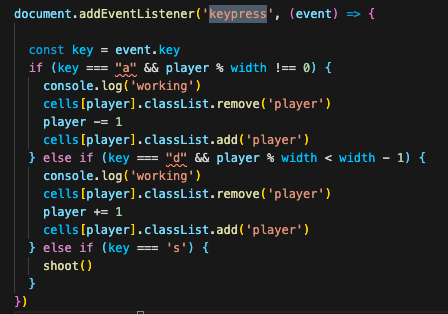 document.addEventListener('keypress', (event) => {
const key = event.key
if (key === "a" && player % width !== 0) {
console.log('working')
cells[player].classList.remove('player')
player -= 1
cells[player].classList.add('player')
} else if (key === "d" && player % width < width - 1) {
console.log('working')
cells[player].classList.remove('player')
player += 1
cells[player].classList.add('player')
} else if (key === 's') {
shoot()
}
})